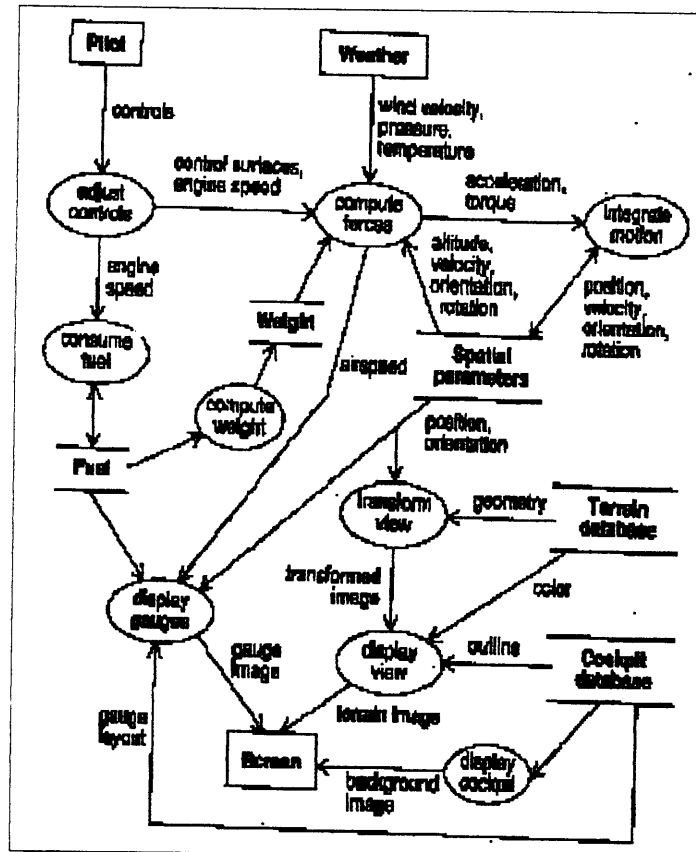 Pilot
Weather
controls
wind velocity,
pressure,
temperature
control surfaces,
engine speed
adjust
controls
compute
forces
acceleration,
torque
integrate
motion
engine
speed
altitude,
velocity,
orientation,
rotation
position,
velocity,
orientation,
rotation
Weight
consume
fuel
airspeed
Spatial
parameters
compute
weight
position,
orientation
Fuel
transform
view
geometry
Terrain
database
transformed
image
color
display
gauges
gauge
image
display
view
outline
Cockpit
database
gauge
layout
terrain image
Screen
background
image
display
cockpit